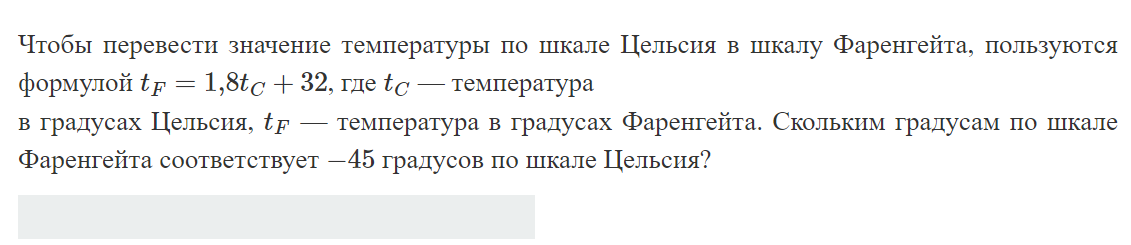 Чтобы перевести значение температуры по шкале Цельсия в шкалу Фаренгейта, пользуются
формулой t_F = 1,8t_C + 32, где t_C — температура
в градусах Цельсия, t_F — температура в градусах Фаренгейта. Скольким градусам по шкале
Фаренгейта соответствует −45 градусов по шкале Цельсия?